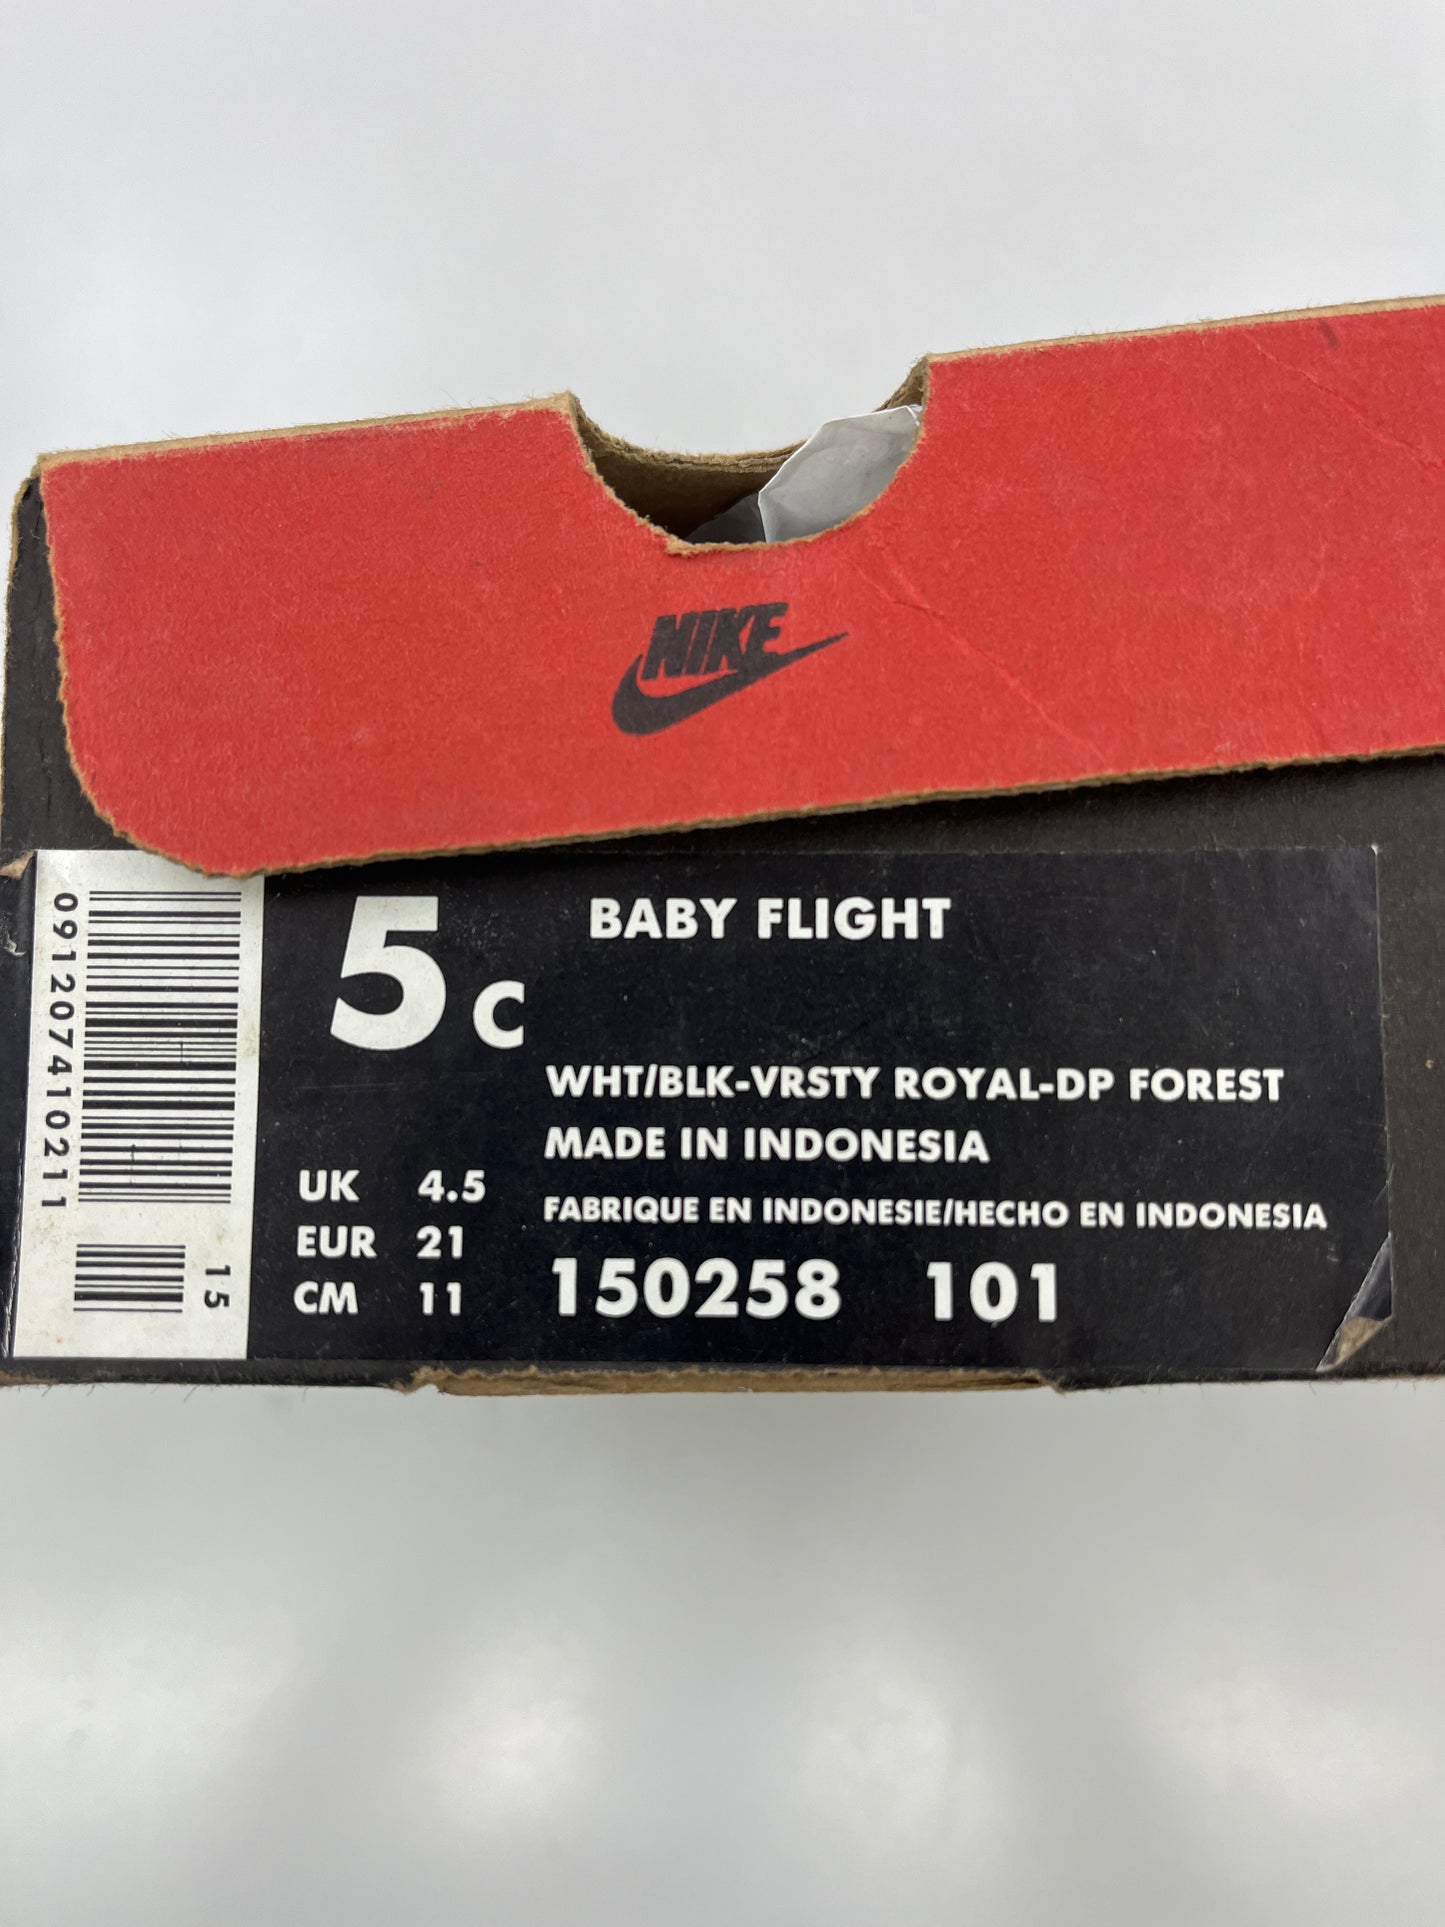 NIKE
091207410211
15
5 C
BABY FLIGHT
WHT/BLK-VRSTY ROYAL-DP FOREST
MADE IN INDONESIA
FABRIQUE EN INDONESIE/HECHO EN INDONESIA
UK 4.5
EUR 21
CM 11
150258 101